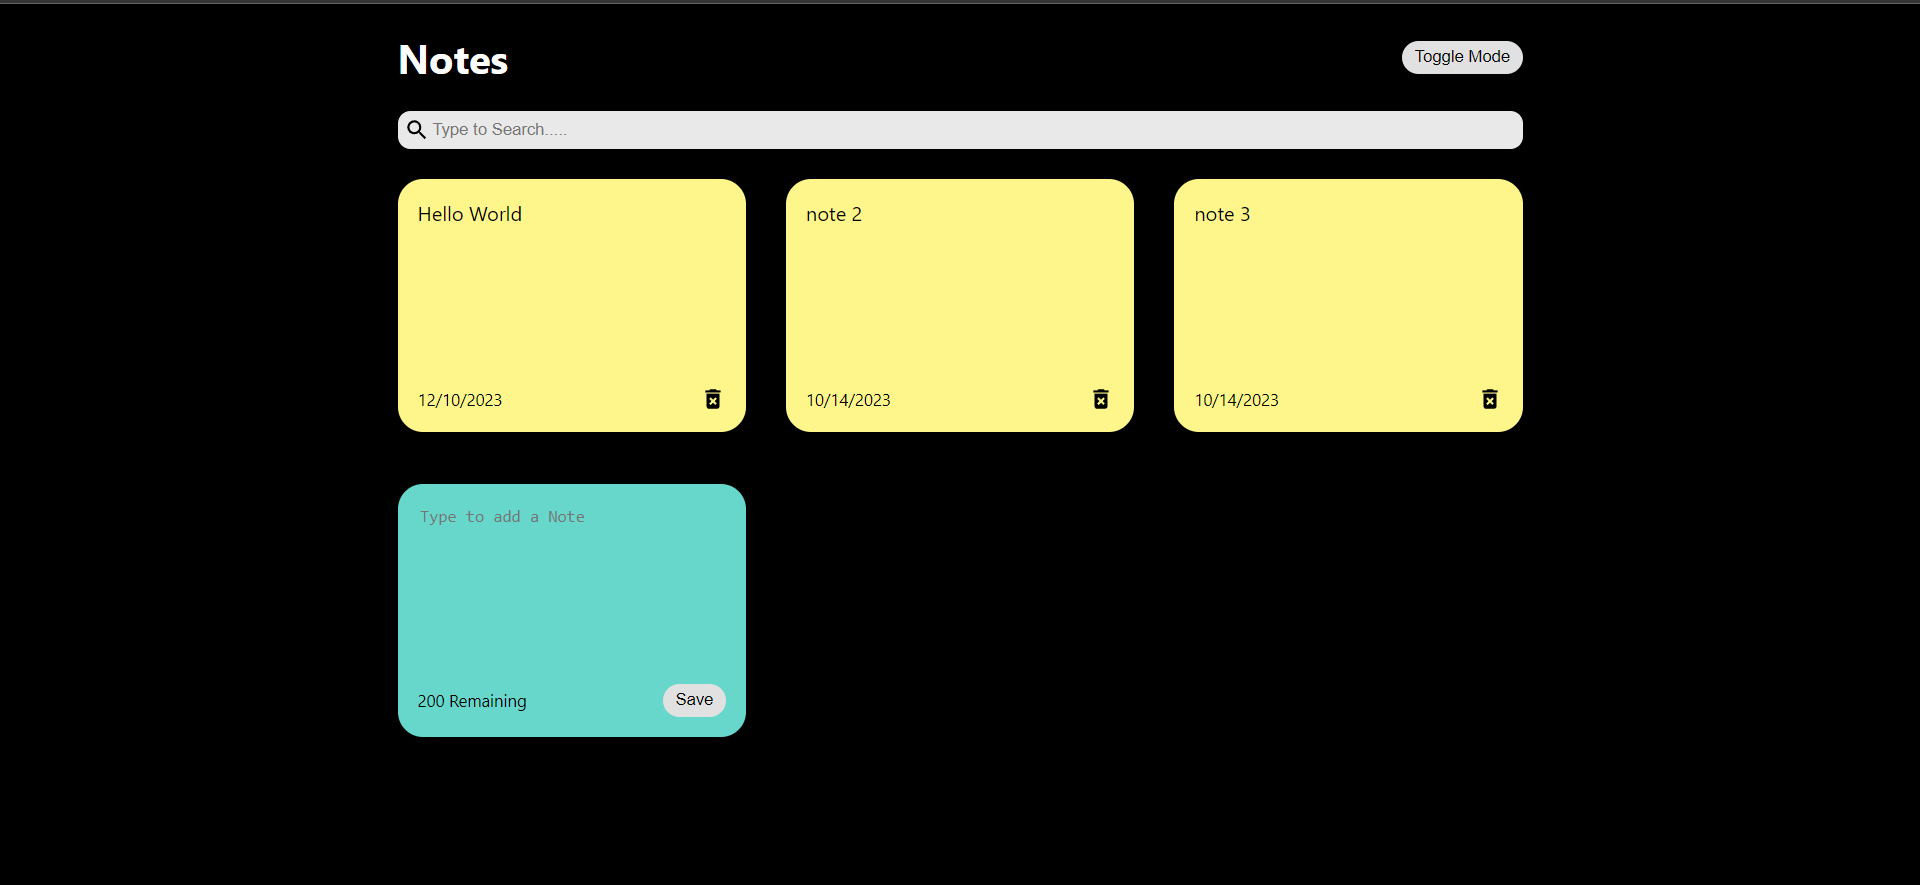 Notes
Toggle Mode
Type to Search.....
Hello World
note 2
note 3
12/10/2023
10/14/2023
10/14/2023
Type to add a Note
200 Remaining
Save